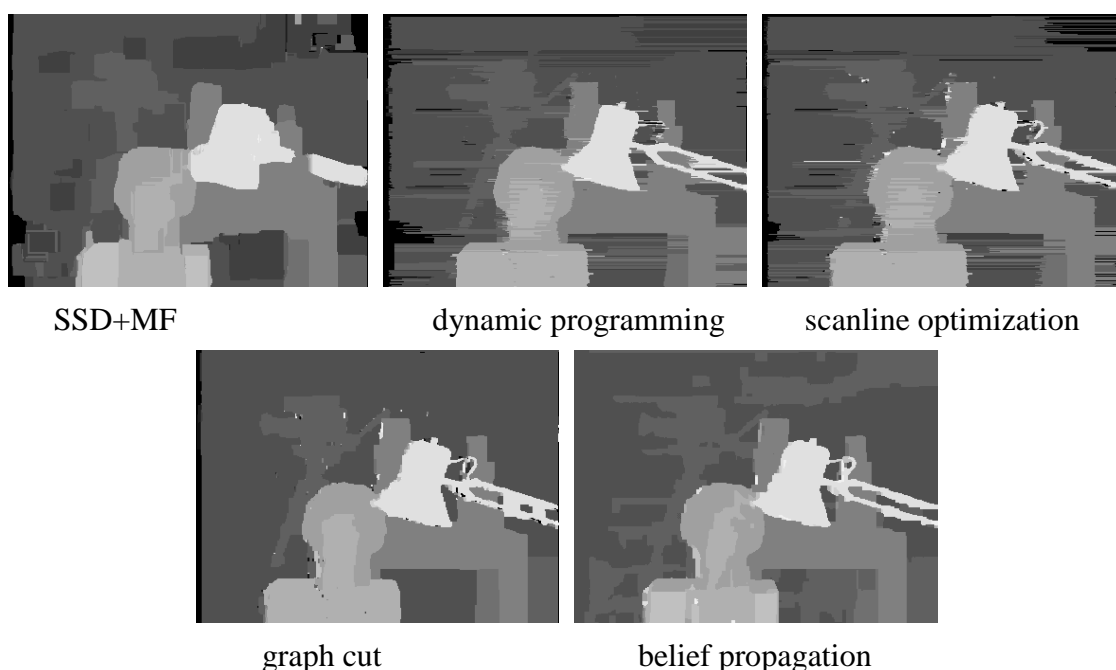 SSD+MF
dynamic programming
scanline optimization
graph cut
belief propagation